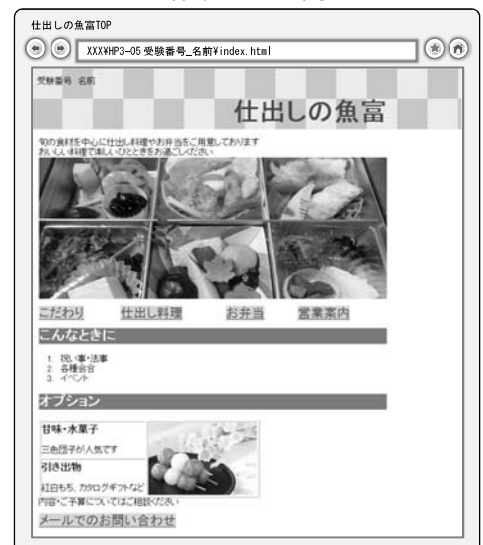 仕出しの魚富TOP
XXX¥HP3-05 受験番号_名前¥index.html
受験番号 名前
仕出しの魚富
旬の食材を中心に仕出し料理やお弁当をご用意しております
おいしい料理で楽しいひとときをお過ごしください
こだわり 仕出し料理 お弁当 営業案内
こんなときに
1. 祝い事・法事
2. 各種会合
3. イベント
オプション
甘味・水菓子
三色団子が人気です
引き出物
紅白もち、カタログギフトなど
内容・ご予算についてはご相談ください
メールでのお問い合わせ